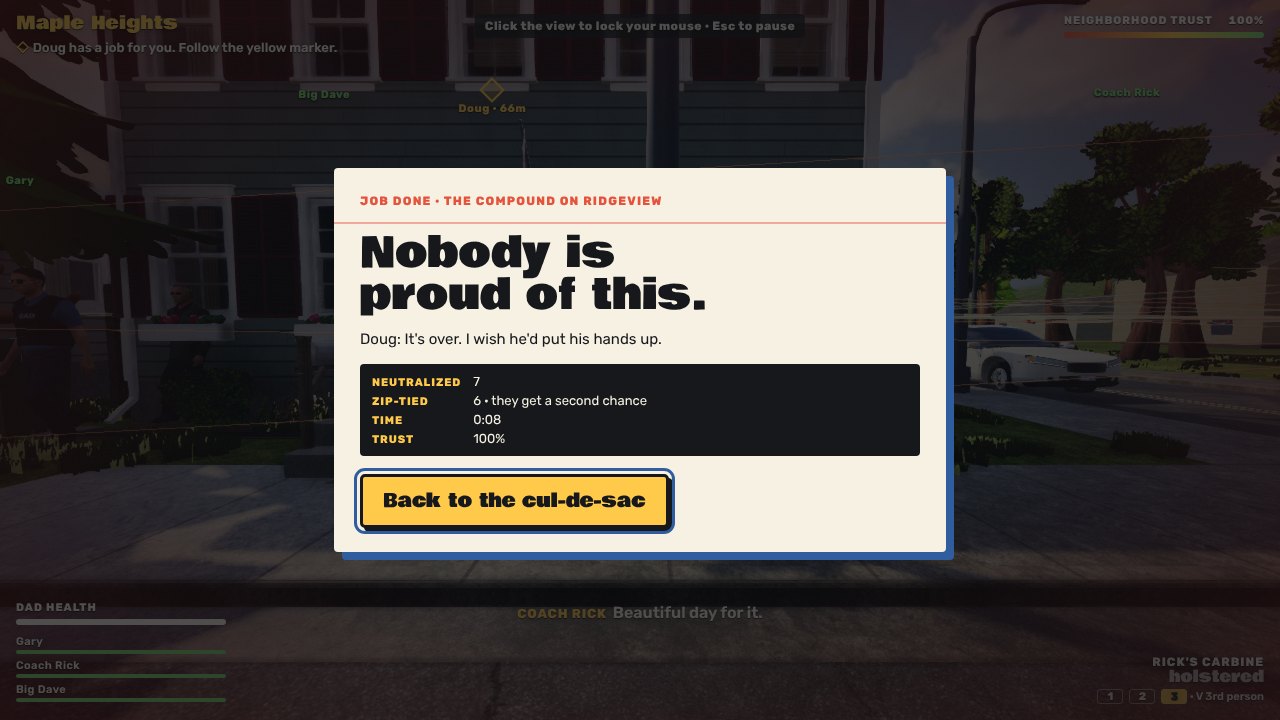 Maple Heights
Doug has a job for you. Follow the yellow marker.
Click the view to lock your mouse · Esc to pause
NEIGHBORHOOD TRUST 100%
Big Dave
Doug · 66m
Coach Rick
Gary
JOB DONE · THE COMPOUND ON RIDGEVIEW
Nobody is
proud of this.
Doug: It's over. I wish he'd put his hands up.
NEUTRALIZED 7
ZIP-TIED 6 · they get a second chance
TIME 0:08
TRUST 100%
Back to the cul-de-sac
COACH RICK Beautiful day for it.
DAD HEALTH
Gary
Coach Rick
Big Dave
RICK'S CARBINE
holstered
1 2 3 · V 3rd person